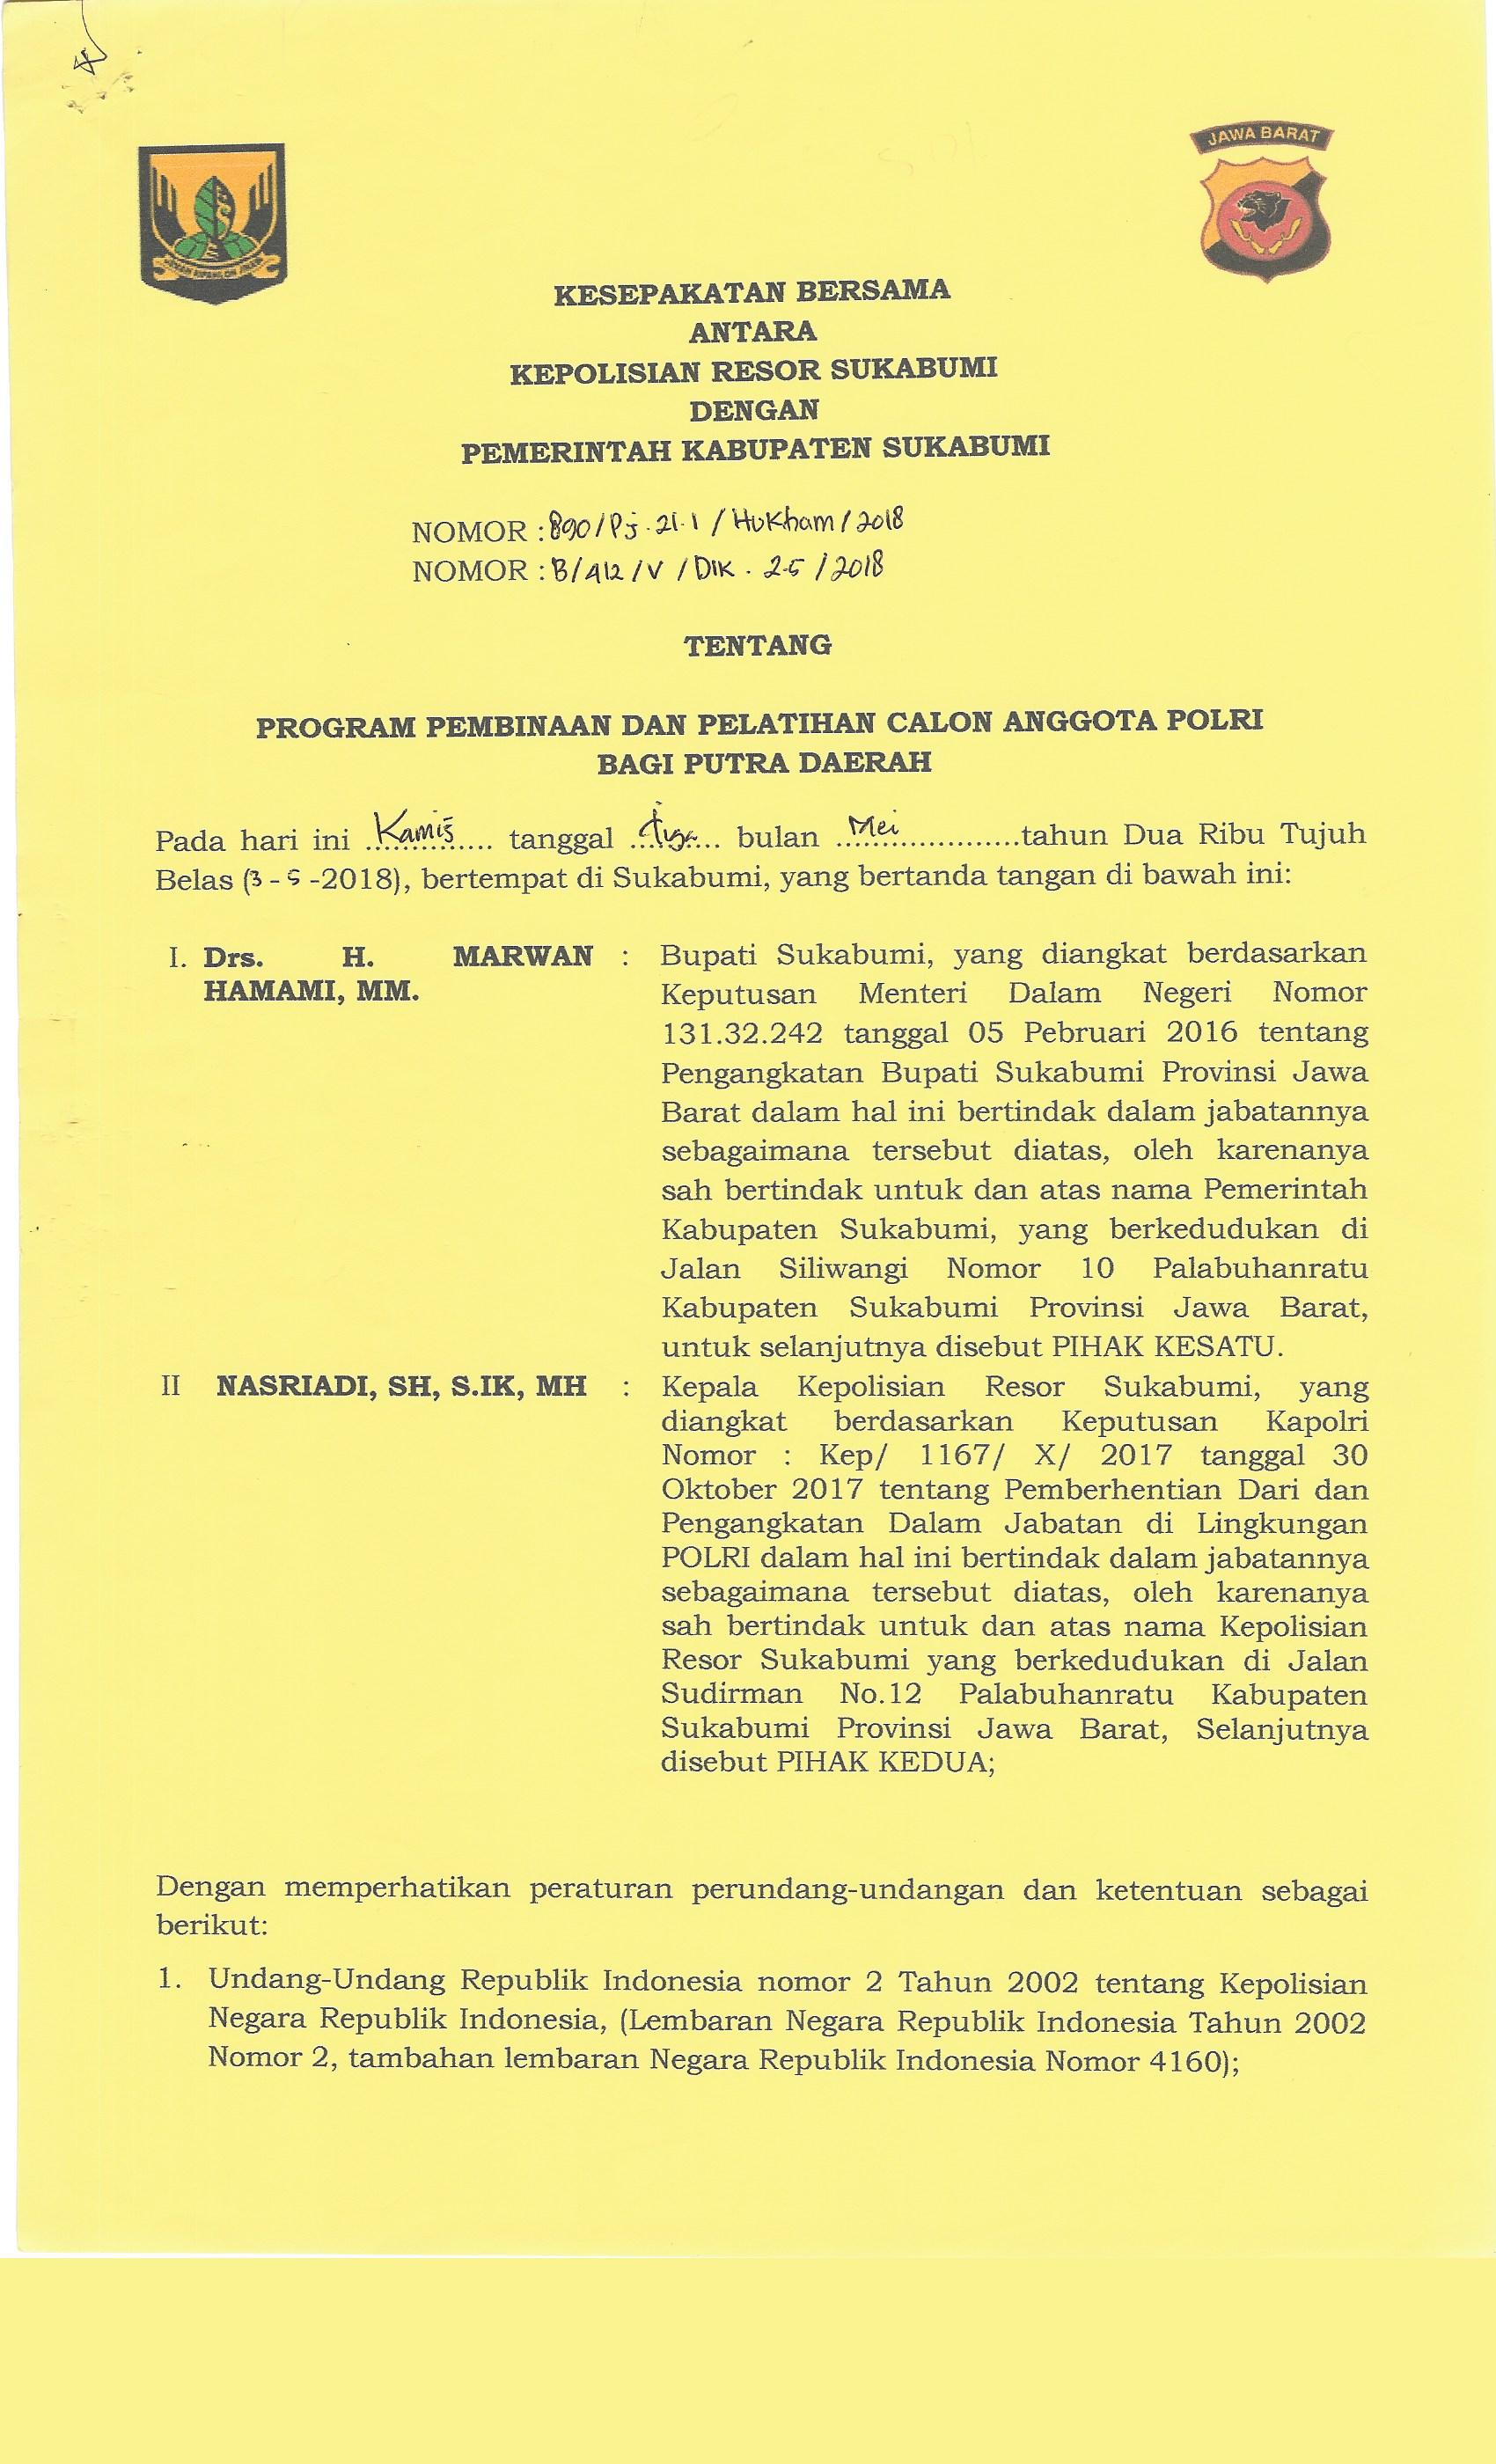 JAWA BARAT
KESEPAKATAN BERSAMA
ANTARA
KEPOLISIAN RESOR SUKABUMI
DENGAN
PEMERINTAH KABUPATEN SUKABUMI
NOMOR : 890/Pj.21.1/Hukham/2018
NOMOR : B/412/V/DIK.2.5/2018
TENTANG
PROGRAM PEMBINAAN DAN PELATIHAN CALON ANGGOTA POLRI
BAGI PUTRA DAERAH
Pada hari ini Kamis tanggal Tiga bulan Mei tahun Dua Ribu Tujuh
Belas (3-5-2018), bertempat di Sukabumi, yang bertanda tangan di bawah ini:
I. Drs. H. MARWAN : Bupati Sukabumi, yang diangkat berdasarkan
HAMAMI, MM. Keputusan Menteri Dalam Negeri Nomor
131.32.242 tanggal 05 Pebruari 2016 tentang
Pengangkatan Bupati Sukabumi Provinsi Jawa
Barat dalam hal ini bertindak dalam jabatannya
sebagaimana tersebut diatas, oleh karenanya
sah bertindak untuk dan atas nama Pemerintah
Kabupaten Sukabumi, yang berkedudukan di
Jalan Siliwangi Nomor 10 Palabuhanratu
Kabupaten Sukabumi Provinsi Jawa Barat,
untuk selanjutnya disebut PIHAK KESATU.
II NASRIADI, SH, S.IK, MH : Kepala Kepolisian Resor Sukabumi, yang
diangkat berdasarkan Keputusan Kapolri
Nomor : Kep/ 1167/ X/ 2017 tanggal 30
Oktober 2017 tentang Pemberhentian Dari dan
Pengangkatan Dalam Jabatan di Lingkungan
POLRI dalam hal ini bertindak dalam jabatannya
sebagaimana tersebut diatas, oleh karenanya
sah bertindak untuk dan atas nama Kepolisian
Resor Sukabumi yang berkedudukan di Jalan
Sudirman No.12 Palabuhanratu Kabupaten
Sukabumi Provinsi Jawa Barat, Selanjutnya
disebut PIHAK KEDUA;
Dengan memperhatikan peraturan perundang-undangan dan ketentuan sebagai
berikut:
1. Undang-Undang Republik Indonesia nomor 2 Tahun 2002 tentang Kepolisian
Negara Republik Indonesia, (Lembaran Negara Republik Indonesia Tahun 2002
Nomor 2, tambahan lembaran Negara Republik Indonesia Nomor 4160);